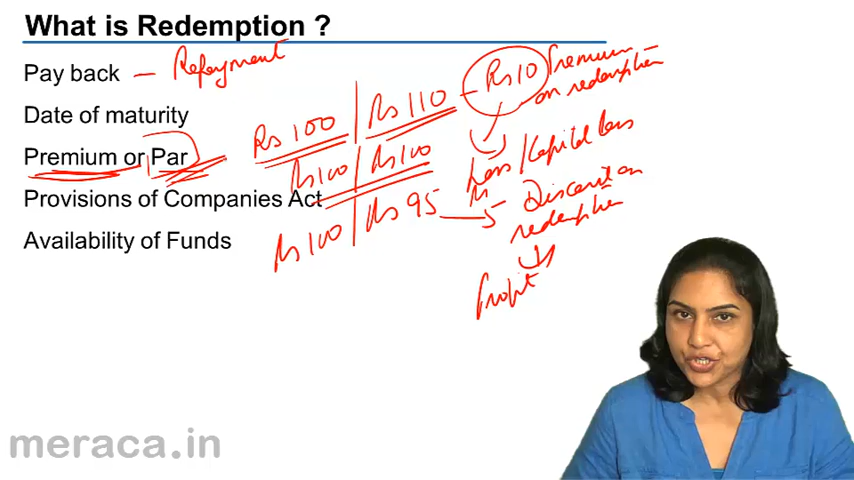 What is Redemption ?
Pay back — Repayment
Date of maturity
Rs 100 | Rs 110 — Rs 10 Premium on redemption
Premium or Par
Rs 100 | Rs 100
Loss / Capital loss
Provisions of Companies Act
Rs 100 | Rs 95 — Rs 5 Discount on redemption
Availability of Funds
Profit
meraca.in